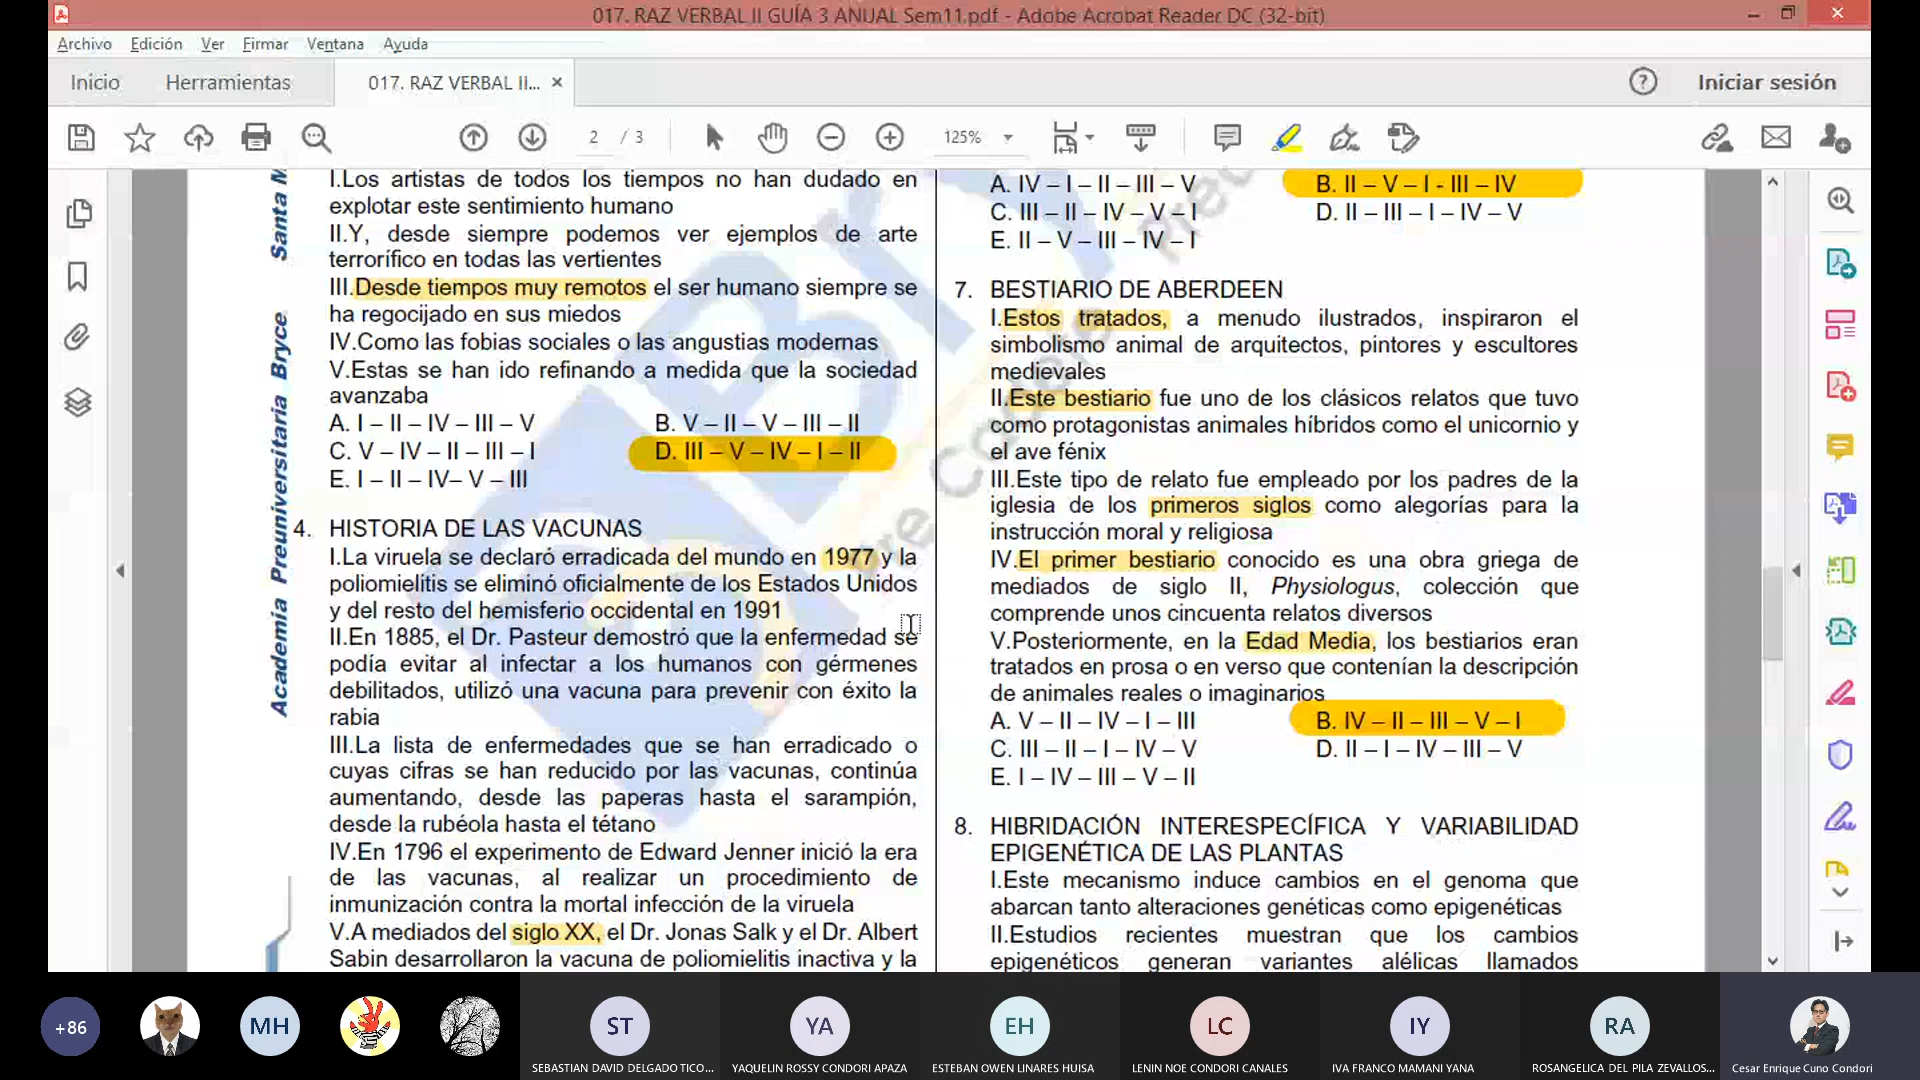 017. RAZ VERBAL II GUÍA 3 ANUAL Sem11.pdf - Adobe Acrobat Reader DC (32-bit)
Archivo Edición Ver Firmar Ventana Ayuda
Inicio Herramientas 017. RAZ VERBAL II... × Iniciar sesión
2 / 3 125%
Academia Preuniversitaria Bryce Santa M
I.Los artistas de todos los tiempos no han dudado en
explotar este sentimiento humano
II.Y, desde siempre podemos ver ejemplos de arte
terrorífico en todas las vertientes
III.Desde tiempos muy remotos el ser humano siempre se
ha regocijado en sus miedos
IV.Como las fobias sociales o las angustias modernas
V.Estas se han ido refinando a medida que la sociedad
avanzaba
A. I – II – IV – III – V B. V – II – V – III – II
C. V – IV – II – III – I D. III – V – IV – I – II
E. I – II – IV– V – III
4. HISTORIA DE LAS VACUNAS
I.La viruela se declaró erradicada del mundo en 1977 y la
poliomielitis se eliminó oficialmente de los Estados Unidos
y del resto del hemisferio occidental en 1991
II.En 1885, el Dr. Pasteur demostró que la enfermedad se
podía evitar al infectar a los humanos con gérmenes
debilitados, utilizó una vacuna para prevenir con éxito la
rabia
III.La lista de enfermedades que se han erradicado o
cuyas cifras se han reducido por las vacunas, continúa
aumentando, desde las paperas hasta el sarampión,
desde la rubéola hasta el tétano
IV.En 1796 el experimento de Edward Jenner inició la era
de las vacunas, al realizar un procedimiento de
inmunización contra la mortal infección de la viruela
V.A mediados del siglo XX, el Dr. Jonas Salk y el Dr. Albert
Sabin desarrollaron la vacuna de poliomielitis inactiva y la
A. IV – I – II – III – V B. II – V – I - III – IV
C. III – II – IV – V – I D. II – III – I – IV – V
E. II – V – III – IV – I
7. BESTIARIO DE ABERDEEN
I.Estos tratados, a menudo ilustrados, inspiraron el
simbolismo animal de arquitectos, pintores y escultores
medievales
II.Este bestiario fue uno de los clásicos relatos que tuvo
como protagonistas animales híbridos como el unicornio y
el ave fénix
III.Este tipo de relato fue empleado por los padres de la
iglesia de los primeros siglos como alegorías para la
instrucción moral y religiosa
IV.El primer bestiario conocido es una obra griega de
mediados de siglo II, Physiologus, colección que
comprende unos cincuenta relatos diversos
V.Posteriormente, en la Edad Media, los bestiarios eran
tratados en prosa o en verso que contenían la descripción
de animales reales o imaginarios
A. V – II – IV – I – III B. IV – II – III – V – I
C. III – II – I – IV – V D. II – I – IV – III – V
E. I – IV – III – V – II
8. HIBRIDACIÓN INTERESPECÍFICA Y VARIABILIDAD
EPIGENÉTICA DE LAS PLANTAS
I.Este mecanismo induce cambios en el genoma que
abarcan tanto alteraciones genéticas como epigenéticas
II.Estudios recientes muestran que los cambios
epigenéticos generan variantes alélicas llamados
+86 MH ST YA EH LC IY RA
SEBASTIAN DAVID DELGADO TICO... YAQUELIN ROSSY CONDORI APAZA ESTEBAN OWEN LINARES HUISA LENIN NOE CONDORI CANALES IVA FRANCO MAMANI YANA ROSANGELICA DEL PILA ZEVALLOS... Cesar Enrique Cuno Condori